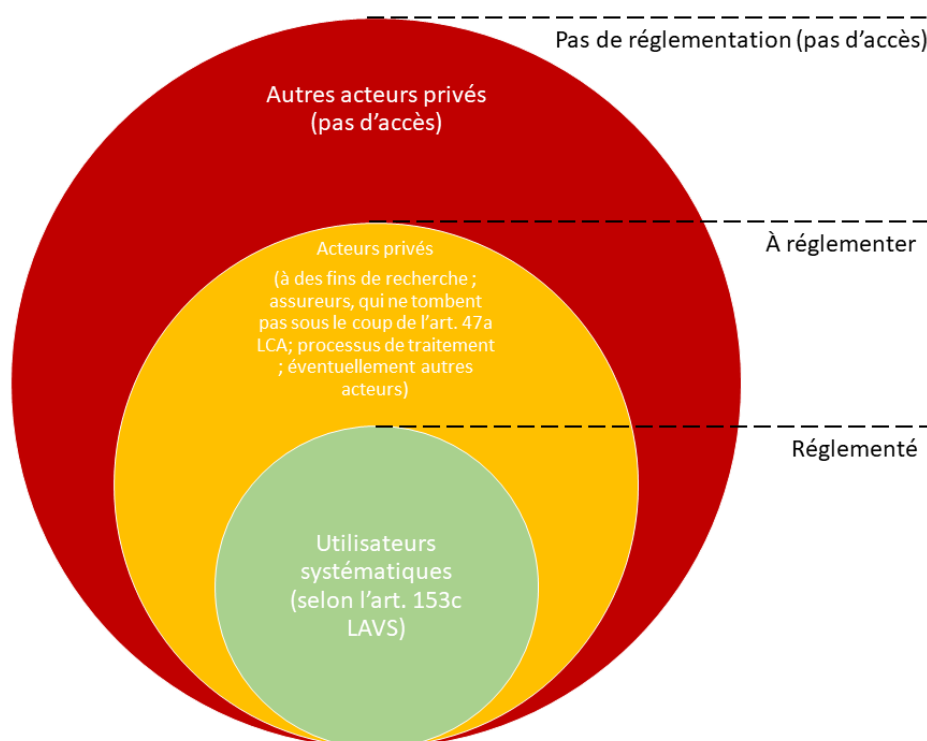 Pas de réglementation (pas d’accès)
Autres acteurs privés
(pas d’accès)
À réglementer
Acteurs privés
(à des fins de recherche ;
assureurs, qui ne tombent
pas sous le coup de l’art. 47a
LCA; processus de traitement
; éventuellement autres
acteurs)
Réglementé
Utilisateurs
systématiques
(selon l’art. 153c
LAVS)